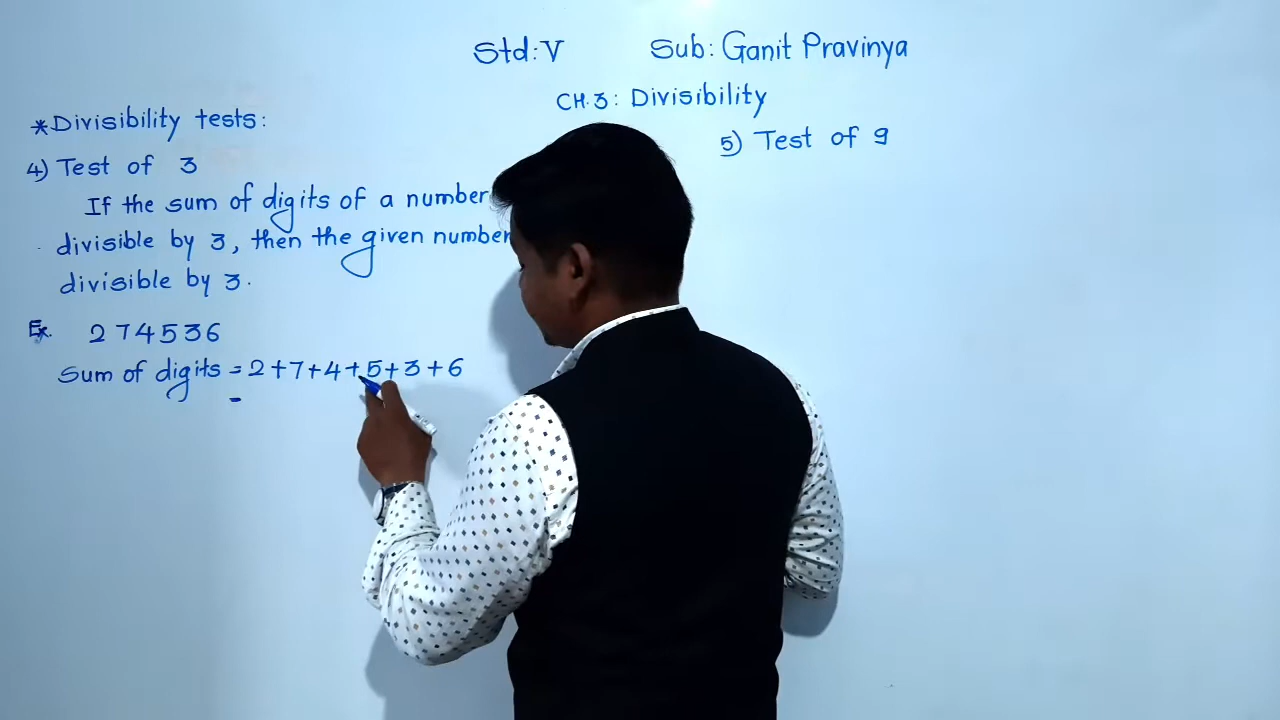 Std: V Sub: Ganit Pravinya
CH. 3: Divisibility
*Divisibility tests:
4) Test of 3
If the sum of digits of a number
divisible by 3, then the given number
divisible by 3.
Ex. 274536
Sum of digits = 2+7+4+5+3+6
=
5) Test of 9